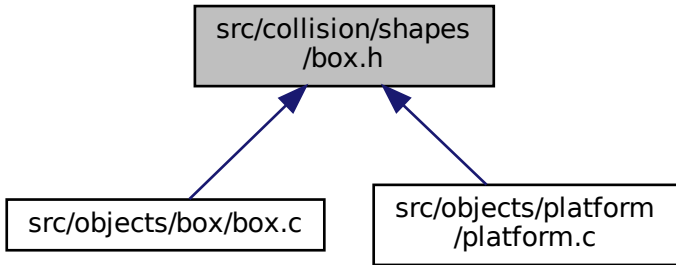 src/collision/shapes
/box.h
src/objects/box/box.c
src/objects/platform
/platform.c